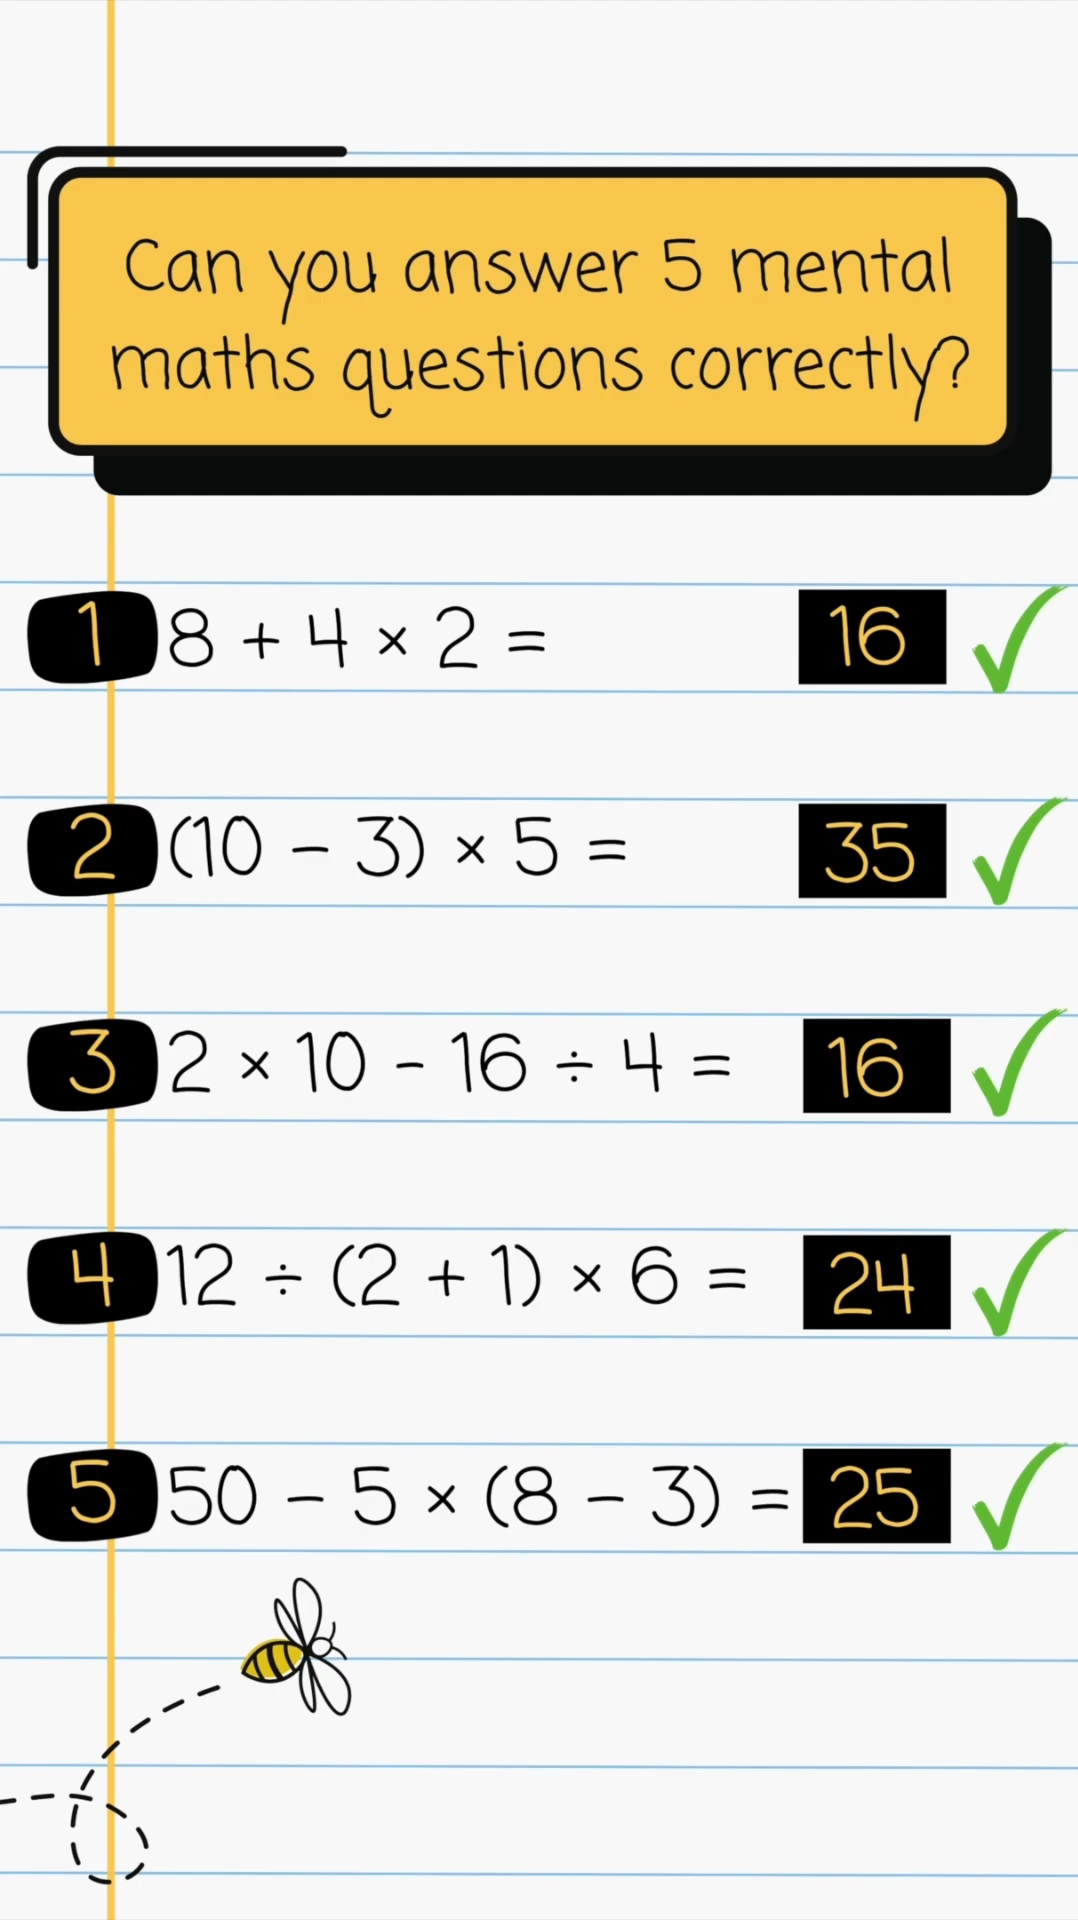 Can you answer 5 mental
maths questions correctly?
1 8 + 4 × 2 = 16
2 (10 − 3) × 5 = 35
3 2 × 10 - 16 ÷ 4 = 16
4 12 ÷ (2 + 1) × 6 = 24
5 50 − 5 × (8 − 3) = 25